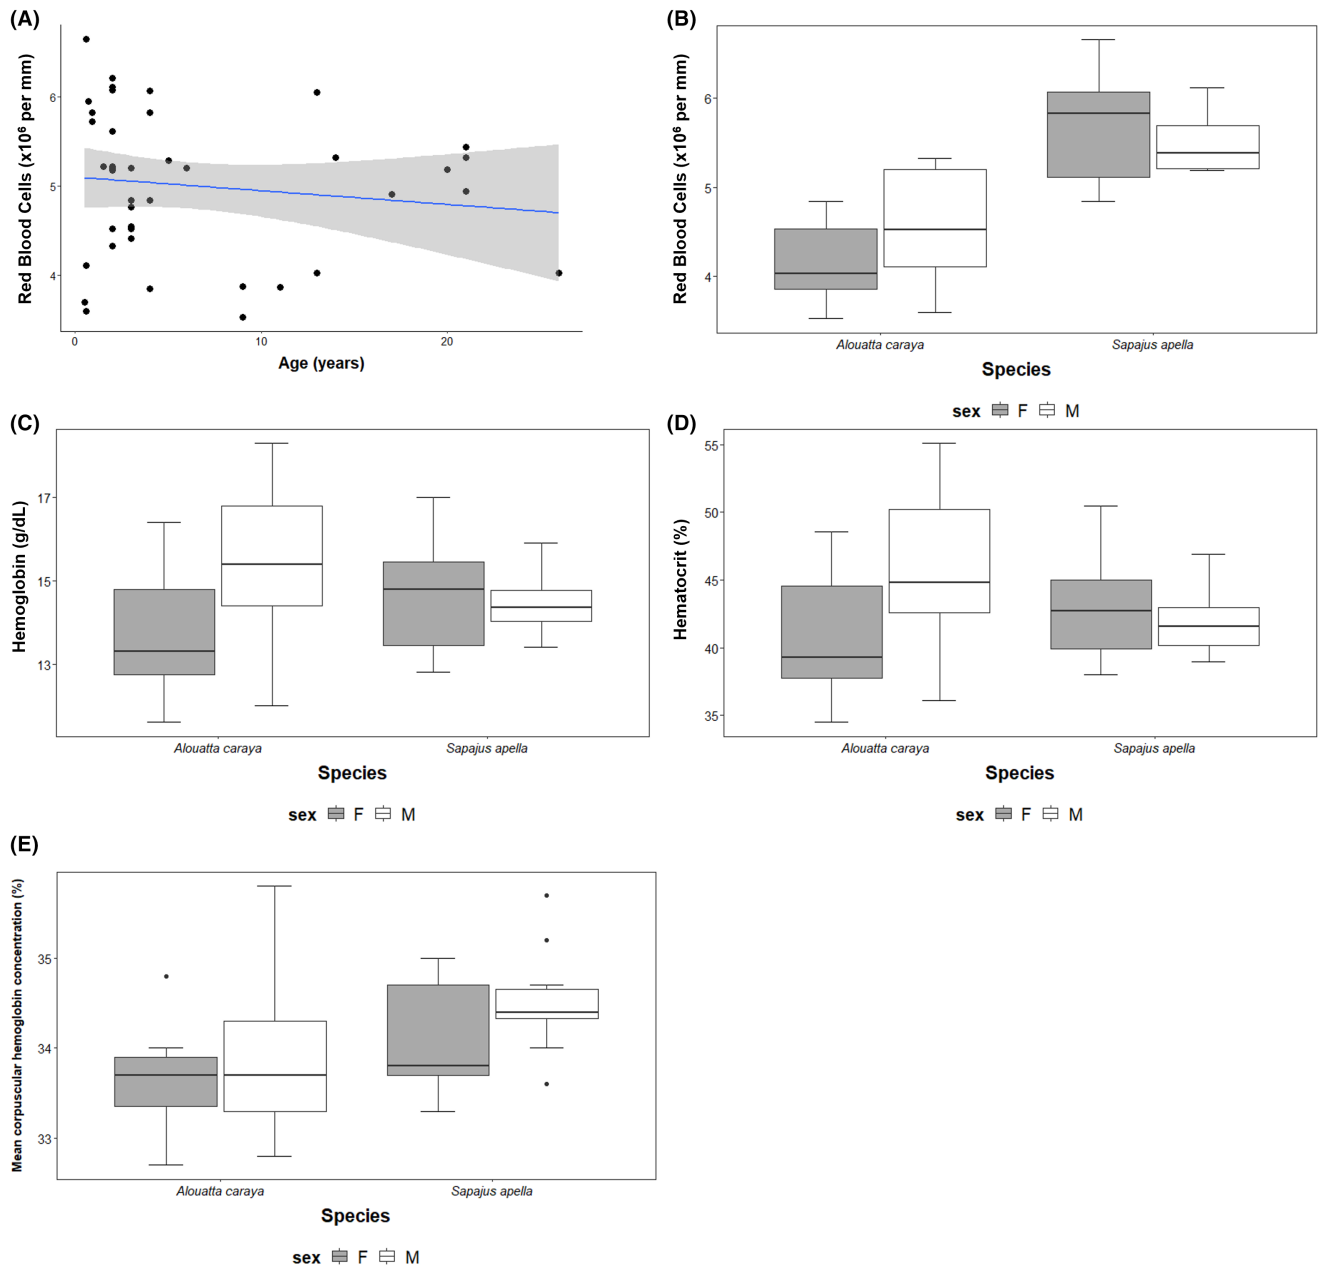 (A)
Red Blood Cells (x10⁶ per mm)
6
5
4
0 10 20
Age (years)
(B)
Red Blood Cells (x10⁶ per mm)
6
5
4
Alouatta caraya Sapajus apella
Species
sex F M
(C)
Hemoglobin (g/dL)
17
15
13
Alouatta caraya Sapajus apella
Species
sex F M
(D)
Hematocrit (%)
55
50
45
40
35
Alouatta caraya Sapajus apella
Species
sex F M
(E)
Mean corpuscular hemoglobin concentration (%)
35
34
33
Alouatta caraya Sapajus apella
Species
sex F M